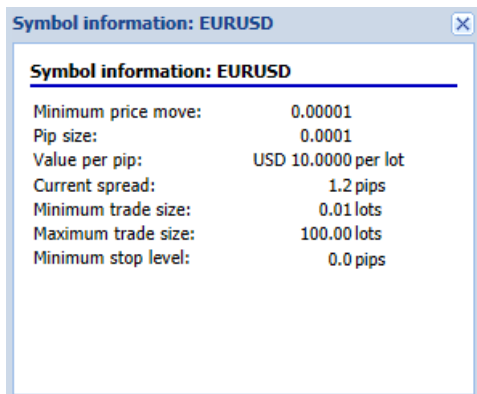 Symbol information: EURUSD
Symbol information: EURUSD
Minimum price move: 0.00001
Pip size: 0.0001
Value per pip: USD 10.0000 per lot
Current spread: 1.2 pips
Minimum trade size: 0.01 lots
Maximum trade size: 100.00 lots
Minimum stop level: 0.0 pips